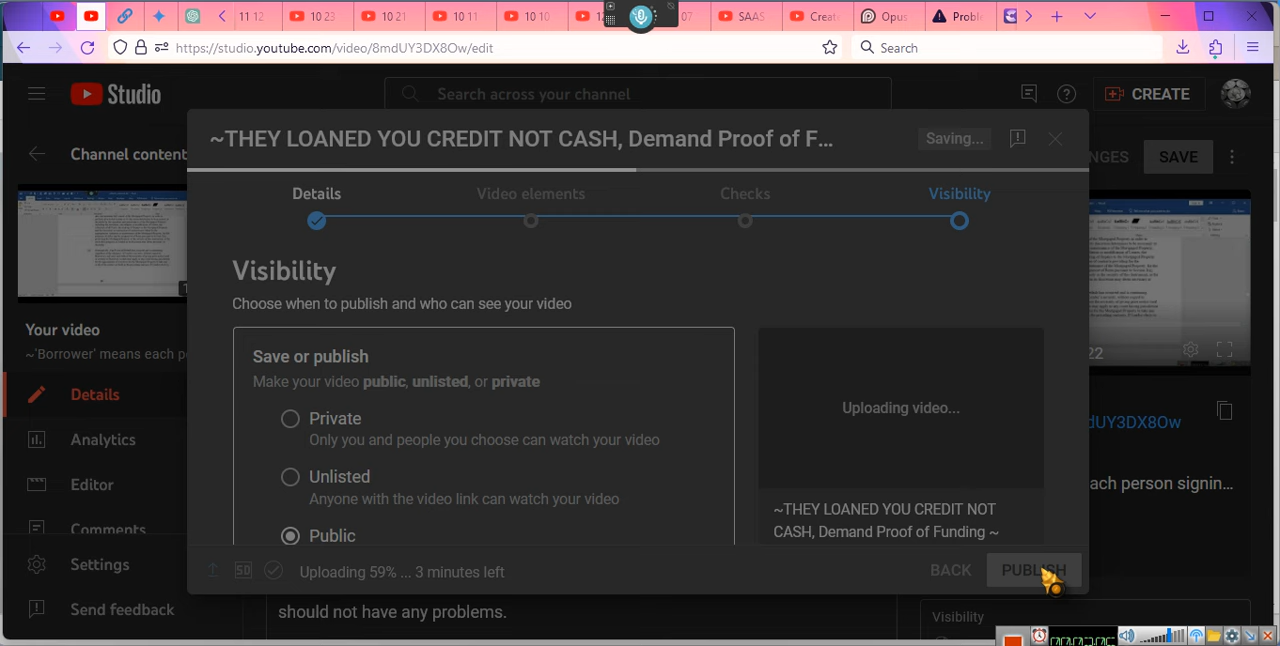 11 12
10 23
10 21
10 11
10 10
07
SAAS
Create
Opus
Proble
https://studio.youtube.com/video/8mdUY3DX8Ow/edit
Search
Studio
Search across your channel
CREATE
Channel content
SAVE
~THEY LOANED YOU CREDIT NOT CASH, Demand Proof of F...
Saving...
Details
Video elements
Checks
Visibility
Visibility
Choose when to publish and who can see your video
Save or publish
Make your video public, unlisted, or private
Private
Only you and people you choose can watch your video
Unlisted
Anyone with the video link can watch your video
Public
Uploading video...
~THEY LOANED YOU CREDIT NOT
CASH, Demand Proof of Funding ~
SD
Uploading 59% ... 3 minutes left
BACK
PUBLISH
Your video
~'Borrower' means each pe
Details
Analytics
Editor
Comments
Settings
Send feedback
22
dUY3DX8Ow
each person signin...
should not have any problems.
Visibility